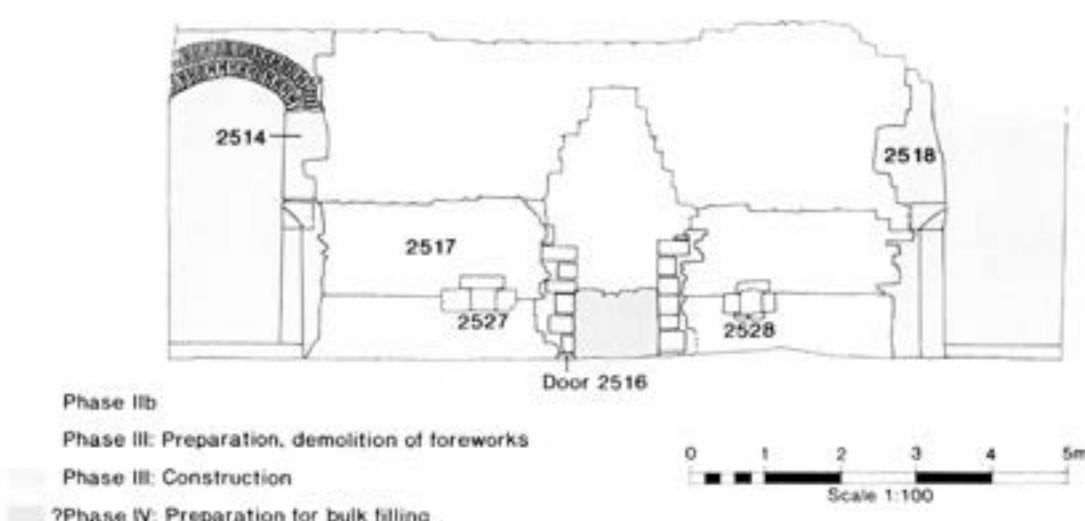 2514
2518
2517
2527
2528
Door 2516
Phase IIb
Phase III: Preparation, demolition of foreworks
Phase III: Construction
?Phase IV: Preparation for bulk filling
0 1 2 3 4 5m
Scale 1:100